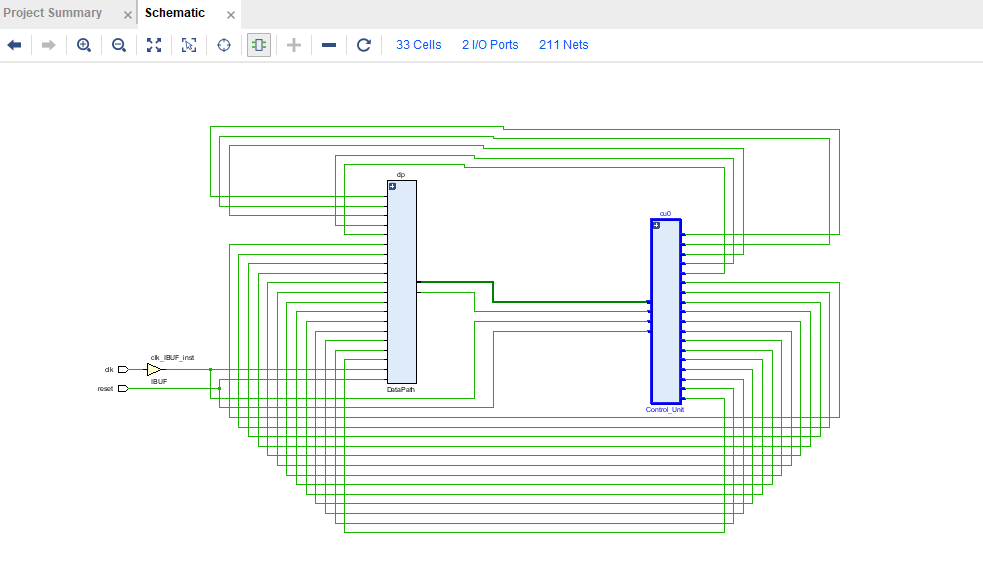 Project Summary
Schematic
33 Cells
2 I/O Ports
211 Nets
dp
DataPath
cu0
Control_Unit
clk_IBUF_inst
clk
IBUF
reset